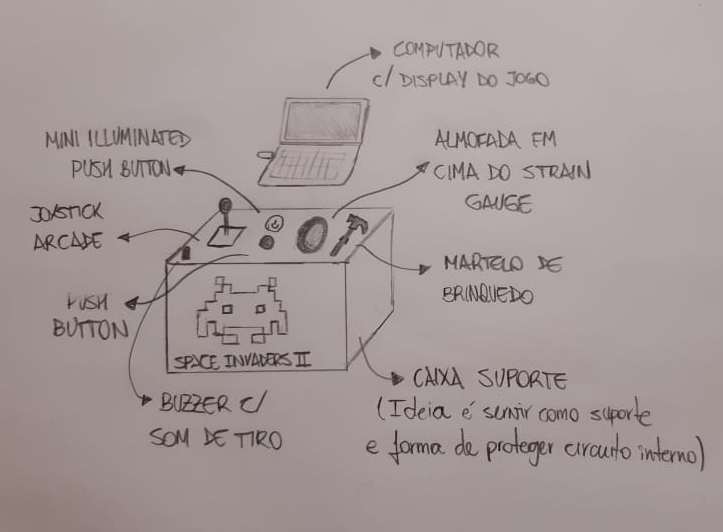 COMPUTADOR
C/ DISPLAY DO JOGO
MINI ILLUMINATED
PUSH BUTTON
ALMOFADA EM
CIMA DO STRAIN
GAUGE
JOYSTICK
ARCADE
MARTELO DE
BRINQUEDO
PUSH
BUTTON
SPACE INVADERS II
CAIXA SUPORTE
(Ideia é servir como suporte
e forma de proteger circuito interno)
BUZZER C/
SOM DE TIRO